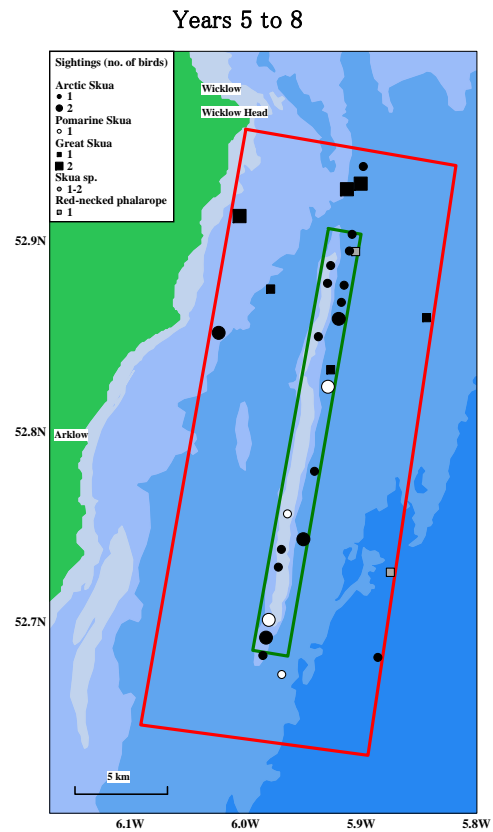 Years 5 to 8
Sightings (no. of birds)
Arctic Skua
1
2
Pomarine Skua
1
Great Skua
1
2
Skua sp.
1-2
Red-necked phalarope
1
Wicklow
Wicklow Head
52.9N
52.8N
Arklow
52.7N
5 km
6.1W
6.0W
5.9W
5.8W